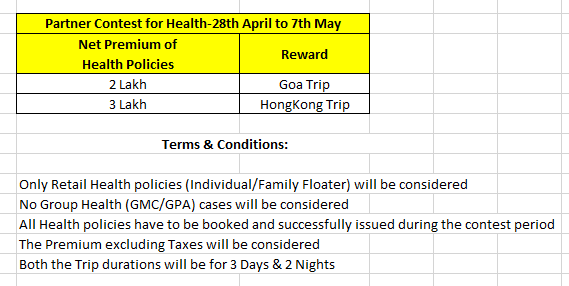 Partner Contest for Health-28th April to 7th May
Net Premium of
Health Policies
Reward
2 Lakh
Goa Trip
3 Lakh
HongKong Trip
Terms & Conditions:
Only Retail Health policies (Individual/Family Floater) will be considered
No Group Health (GMC/GPA) cases will be considered
All Health policies have to be booked and successfully issued during the contest period
The Premium excluding Taxes will be considered
Both the Trip durations will be for 3 Days & 2 Nights